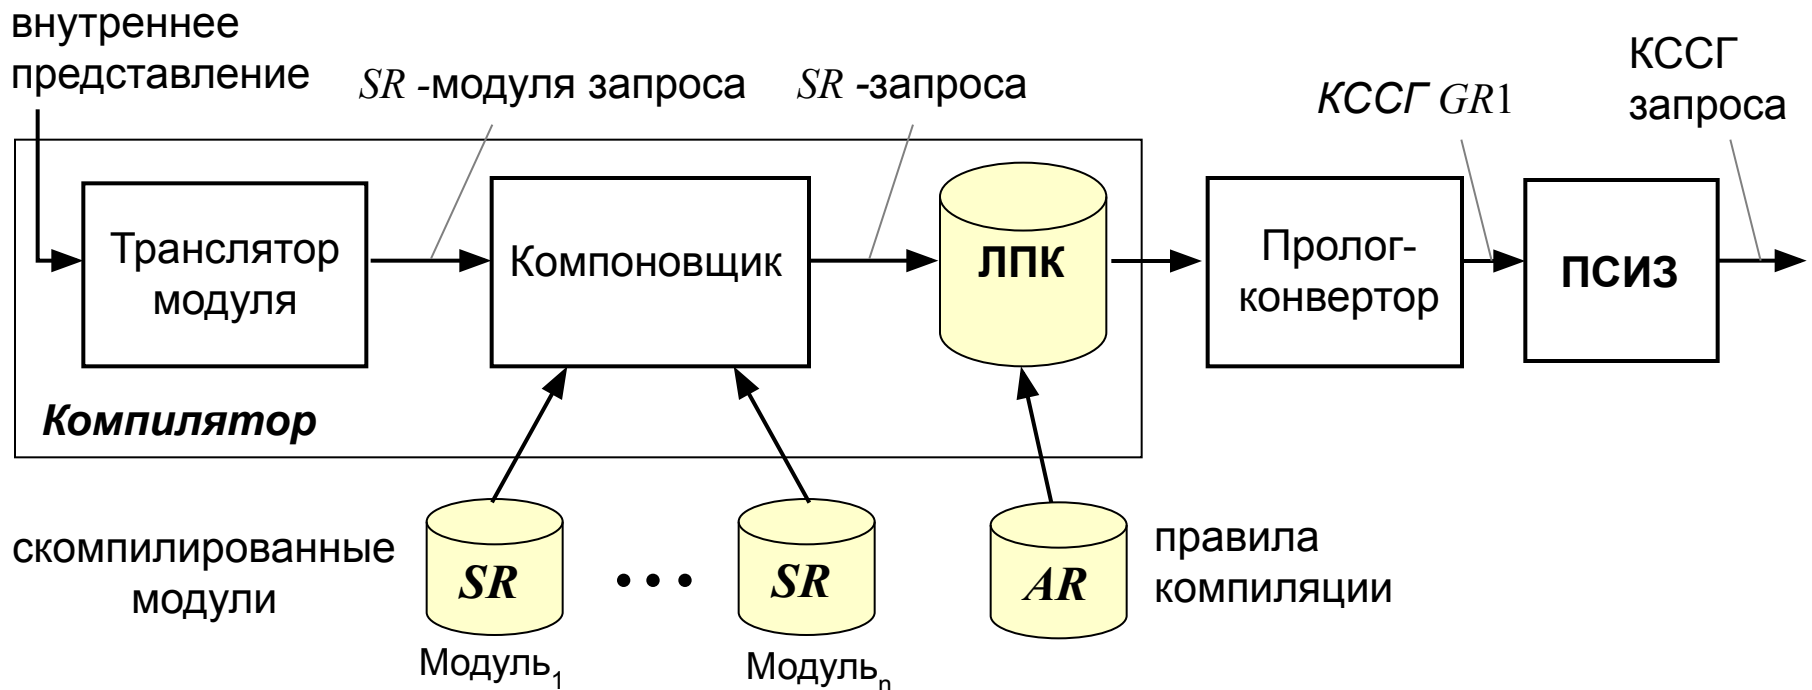 внутреннее
представление
SR -модуля запроса
SR -запроса
КССГ GR1
КССГ
запроса
Транслятор
модуля
Компоновщик
ЛПК
Пролог-
конвертор
ПСИЗ
Компилятор
скомпилированные
модули
SR
• • •
SR
AR
правила
компиляции
Модуль₁
Модульₙ